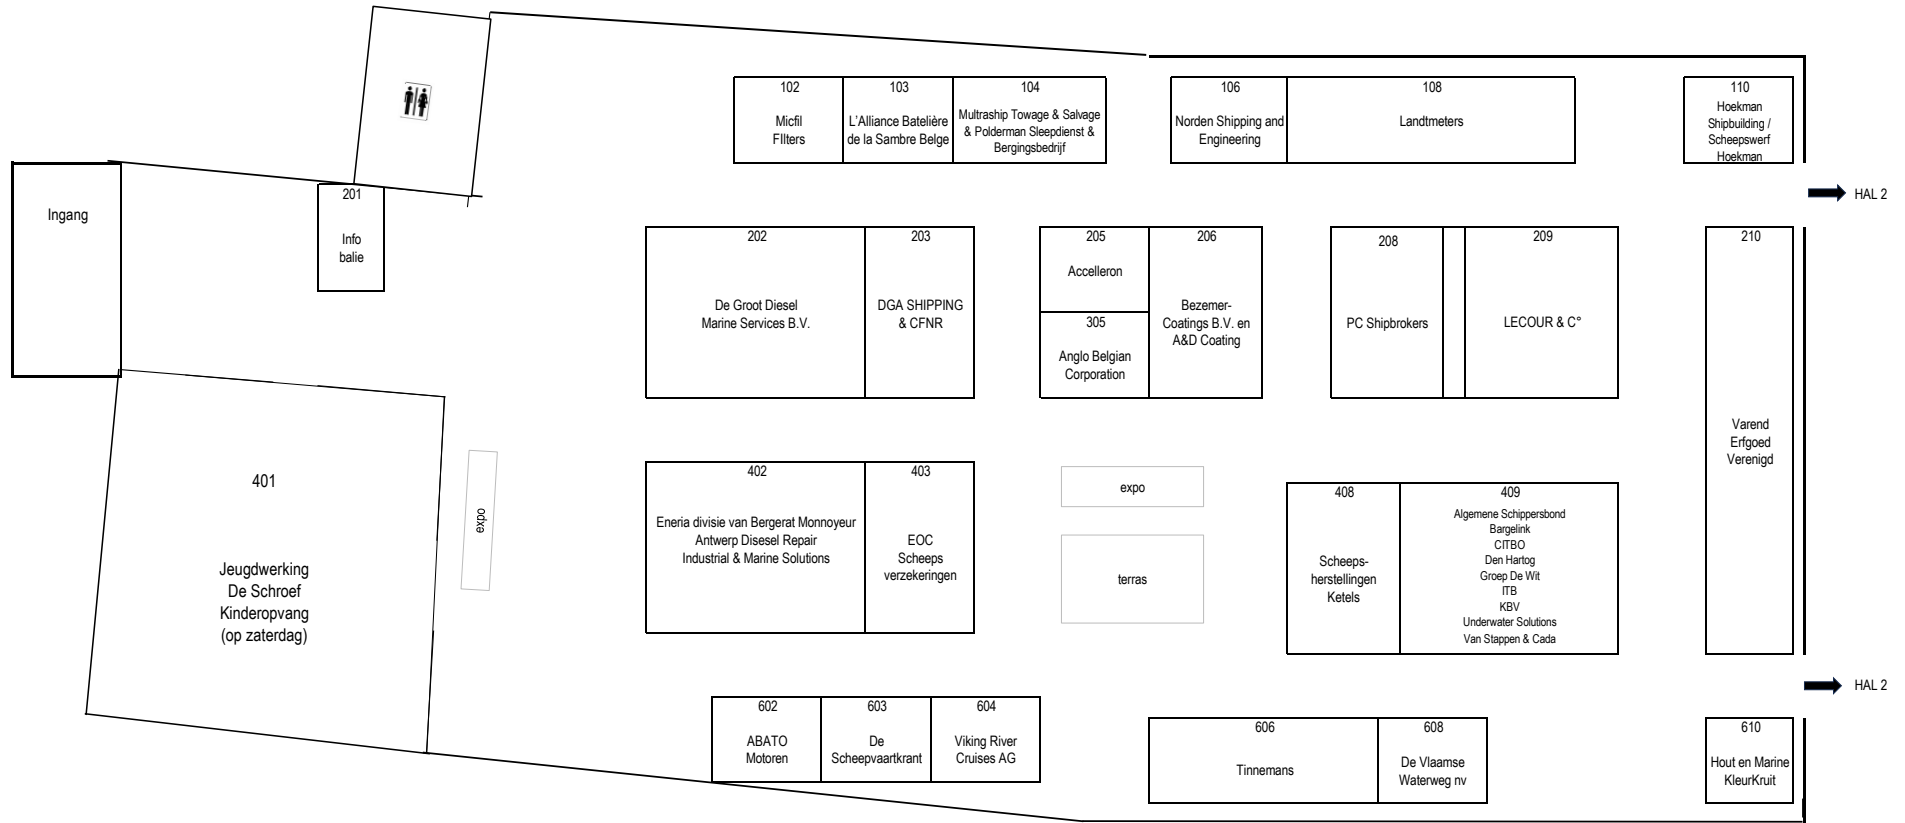 102
Micfil
FIlters
103
L'Alliance Batelière
de la Sambre Belge
104
Multraship Towage & Salvage
& Polderman Sleepdienst &
Bergingsbedrijf
106
Norden Shipping and
Engineering
108
Landtmeters
110
Hoekman
Shipbuilding /
Scheepswerf
Hoekman
HAL 2
Ingang
201
Info
balie
202
De Groot Diesel
Marine Services B.V.
203
DGA SHIPPING
& CFNR
205
Accelleron
305
Anglo Belgian
Corporation
206
Bezemer-
Coatings B.V. en
A&D Coating
208
PC Shipbrokers
209
LECOUR & C°
210
Varend
Erfgoed
Verenigd
401
Jeugdwerking
De Schroef
Kinderopvang
(op zaterdag)
expo
402
Eneria divisie van Bergerat Monnoyeur
Antwerp Disesel Repair
Industrial & Marine Solutions
403
EOC
Scheeps
verzekeringen
expo
terras
408
Scheeps-
herstellingen
Ketels
409
Algemene Schippersbond
Bargelink
CITBO
Den Hartog
Groep De Wit
ITB
KBV
Underwater Solutions
Van Stappen & Cada
HAL 2
602
ABATO
Motoren
603
De
Scheepvaartkrant
604
Viking River
Cruises AG
606
Tinnemans
608
De Vlaamse
Waterweg nv
610
Hout en Marine
KleurKruit